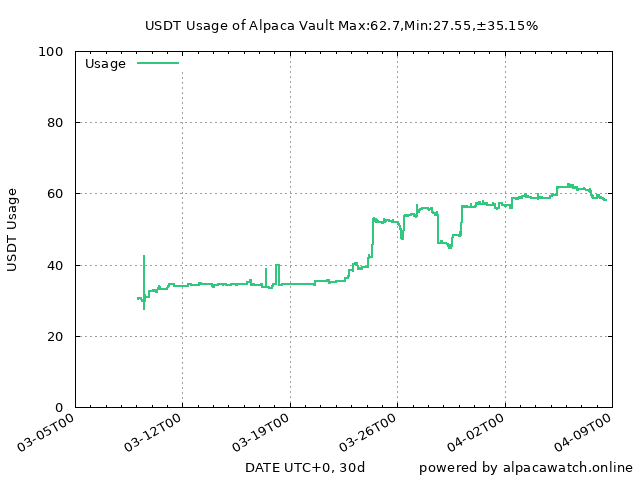 USDT Usage of Alpaca Vault Max:62.7,Min:27.55,±35.15%
100
Usage
80
60
USDT Usage
40
20
0
03-05T00
03-12T00
03-19T00
03-26T00
04-02T00
04-09T00
DATE UTC+0, 30d
powered by alpacawatch.online